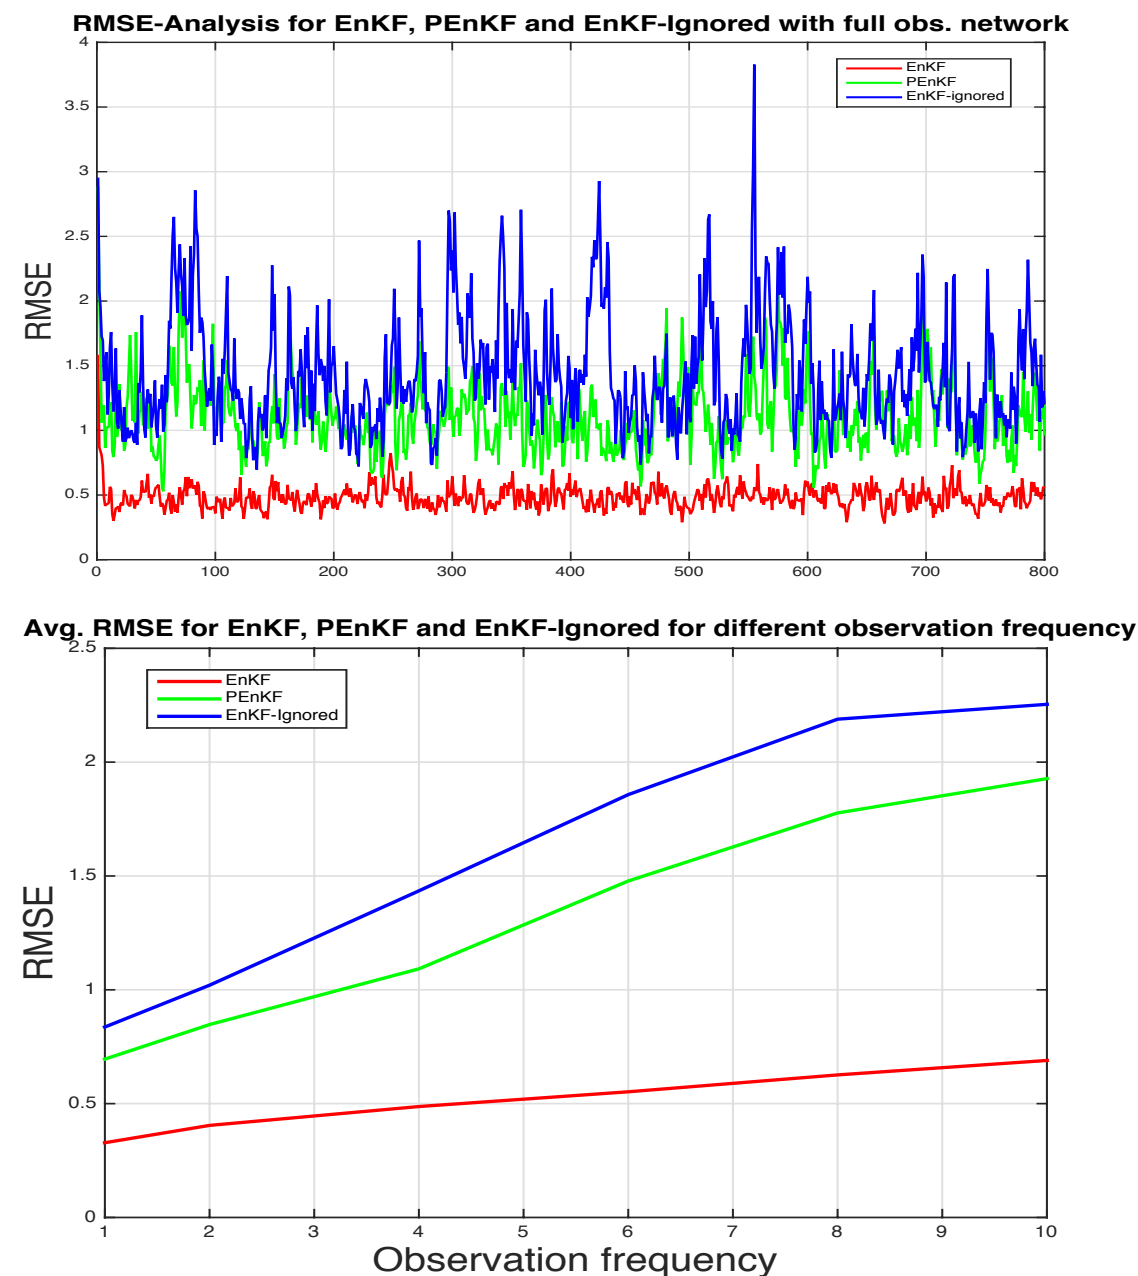 RMSE-Analysis for EnKF, PEnKF and EnKF-Ignored with full obs. network
4
3.5
3
2.5
2
1.5
1
0.5
0
RMSE
EnKF
PEnKF
EnKF-ignored
0 100 200 300 400 500 600 700 800
Avg. RMSE for EnKF, PEnKF and EnKF-Ignored for different observation frequency
2.5
2
1.5
1
0.5
0
RMSE
EnKF
PEnKF
EnKF-Ignored
1 2 3 4 5 6 7 8 9 10
Observation frequency